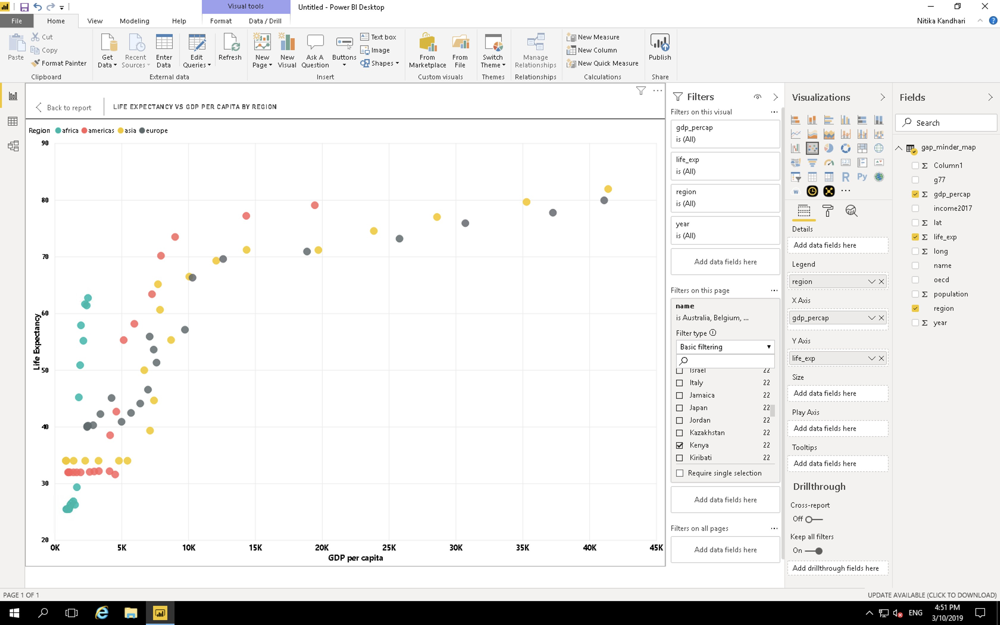 Visual tools
Untitled - Power BI Desktop
File
Home
View
Modeling
Help
Format
Data / Drill
Nitika Kandhari
Paste
Cut
Copy
Format Painter
Clipboard
Get Data
Recent Sources
Enter Data
Edit Queries
Refresh
External data
New Page
New Visual
Ask A Question
Buttons
Text box
Image
Shapes
Insert
From Marketplace
From File
Custom visuals
Switch Theme
Themes
Manage Relationships
Relationships
New Measure
New Column
New Quick Measure
Calculations
Publish
Share
Back to report
LIFE EXPECTANCY VS GDP PER CAPITA BY REGION
Region africa americas asia europe
90
80
70
60
50
40
30
20
Life Expectancy
0K 5K 10K 15K 20K 25K 30K 35K 40K 45K
GDP per capita
Filters
Filters on this visual ...
gdp_percap
is (All)
life_exp
is (All)
region
is (All)
year
is (All)
Add data fields here
Filters on this page ...
name
is Australia, Belgium, ...
Filter type
Basic filtering
Israel 22
Italy 22
Jamaica 22
Japan 22
Jordan 22
Kazakhstan 22
Kenya 22
Kiribati 22
Require single selection
Add data fields here
Filters on all pages ...
Add data fields here
Visualizations
123
R
Py
W
...
Details
Add data fields here
Legend
region
X Axis
gdp_percap
Y Axis
life_exp
Size
Add data fields here
Play Axis
Add data fields here
Tooltips
Add data fields here
Drillthrough
Cross-report
Off
Keep all filters
On
Add drillthrough fields here
Fields
Search
gap_minder_map
Σ Column1
g77
Σ gdp_percap
income2017
Σ lat
Σ life_exp
Σ long
name
oecd
Σ population
region
Σ year
PAGE 1 OF 1
UPDATE AVAILABLE (CLICK TO DOWNLOAD)
ENG
4:51 PM
3/10/2019